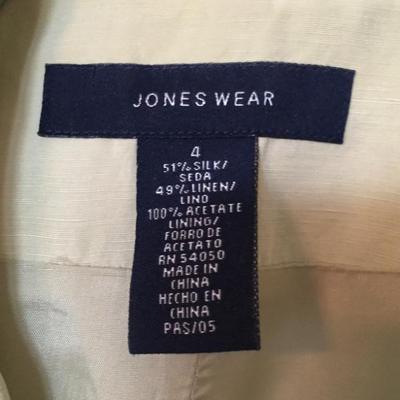 JONES WEAR
4
51% SILK/
SEDA
49% LINEN/
LINO
100% ACETATE
LINING/
FORRO DE
ACETATO
RN 54050
MADE IN
CHINA
HECHO EN
CHINA
PAS/05